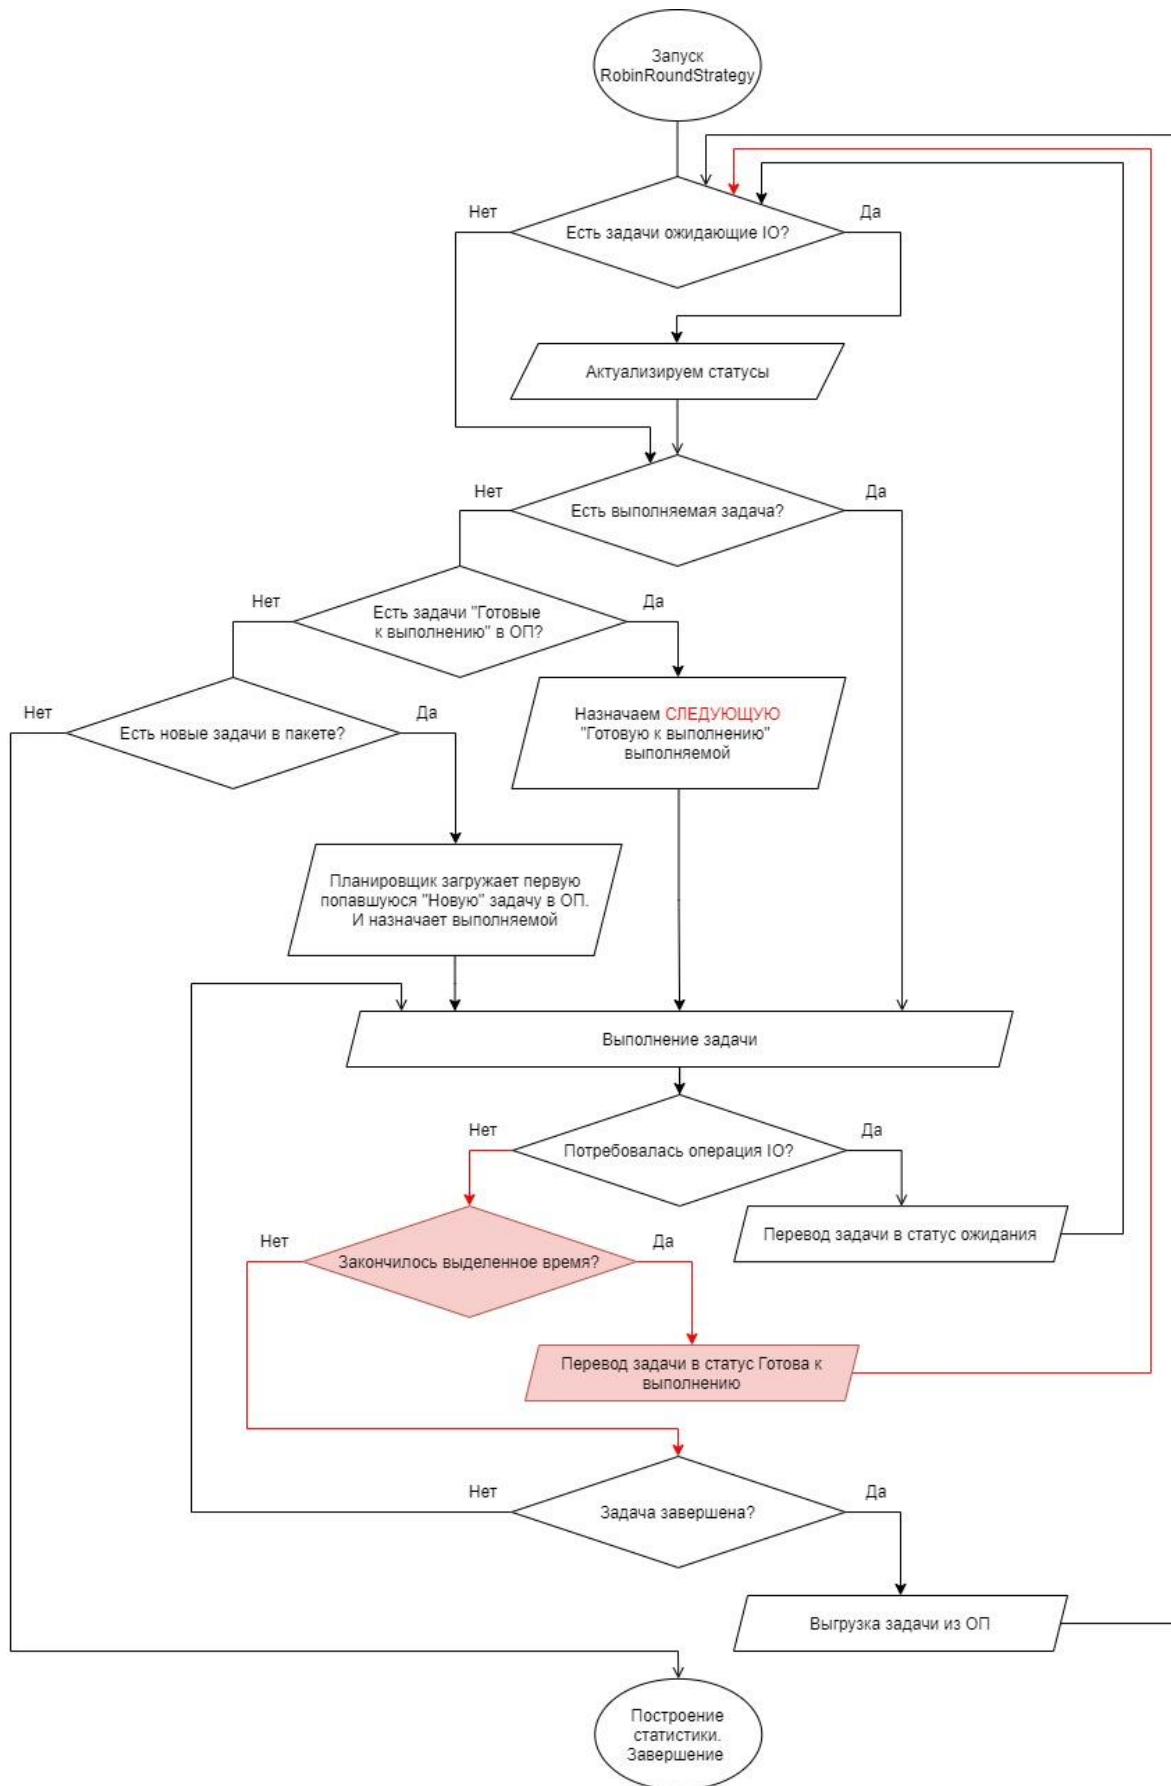 Запуск
RobinRoundStrategy
Нет
Да
Есть задачи ожидающие IO?
Актуализируем статусы
Нет
Да
Есть выполняемая задача?
Нет
Да
Есть задачи "Готовые
к выполнению" в ОП?
Нет
Да
Есть новые задачи в пакете?
Назначаем СЛЕДУЮЩУЮ
"Готовую к выполнению"
выполняемой
Планировщик загружает первую
попавшуюся "Новую" задачу в ОП.
И назначает выполняемой
Выполнение задачи
Нет
Да
Потребовалась операция IO?
Перевод задачи в статус ожидания
Нет
Да
Закончилось выделенное время?
Перевод задачи в статус Готова к
выполнению
Нет
Да
Задача завершена?
Выгрузка задачи из ОП
Построение
статистики.
Завершение